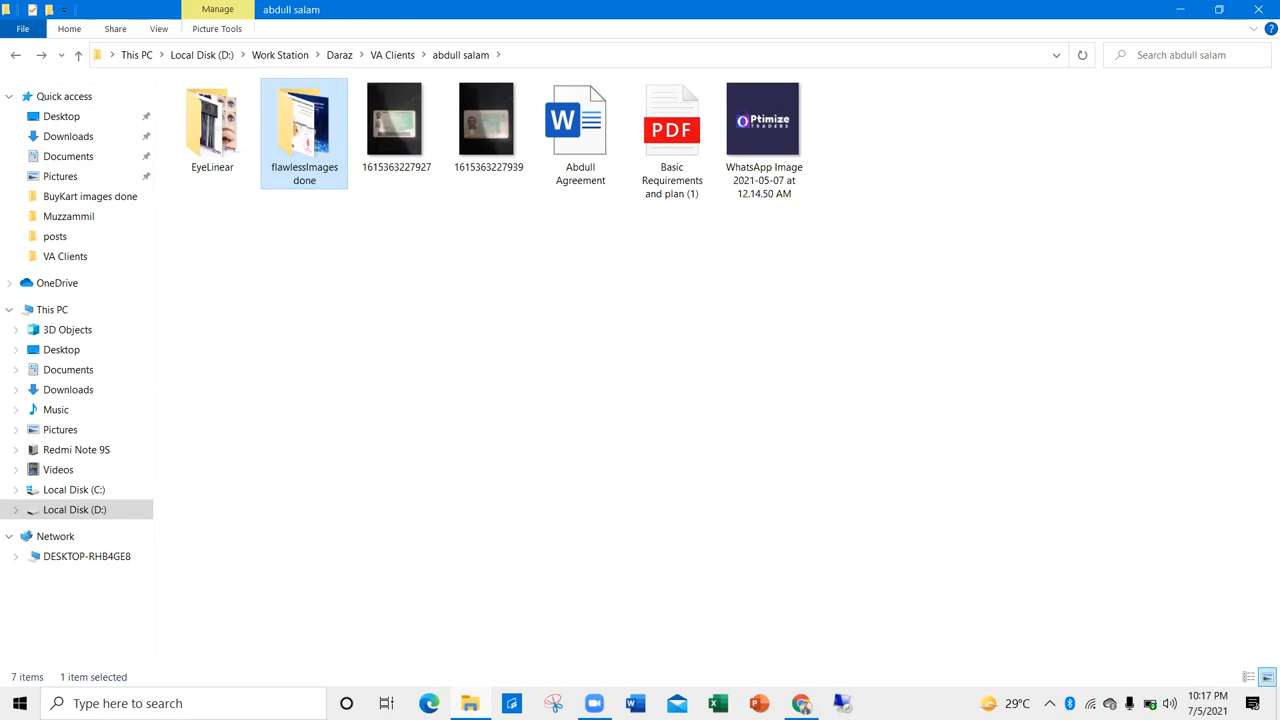 Manage
abdull salam
File
Home
Share
View
Picture Tools
This PC
Local Disk (D:)
Work Station
Daraz
VA Clients
abdull salam
Search abdull salam
Quick access
Desktop
Downloads
Documents
Pictures
BuyKart images done
Muzzammil
posts
VA Clients
OneDrive
This PC
3D Objects
Desktop
Documents
Downloads
Music
Pictures
Redmi Note 9S
Videos
Local Disk (C:)
Local Disk (D:)
Network
DESKTOP-RHB4GE8
EyeLinear
flawlessImages
done
1615363227927
1615363227939
W
Abdull
Agreement
PDF
Basic
Requirements
and plan (1)
OPtimize
TRADERS
WhatsApp Image
2021-05-07 at
12.14.50 AM
7 items
1 item selected
Type here to search
29°C
10:17 PM
7/5/2021